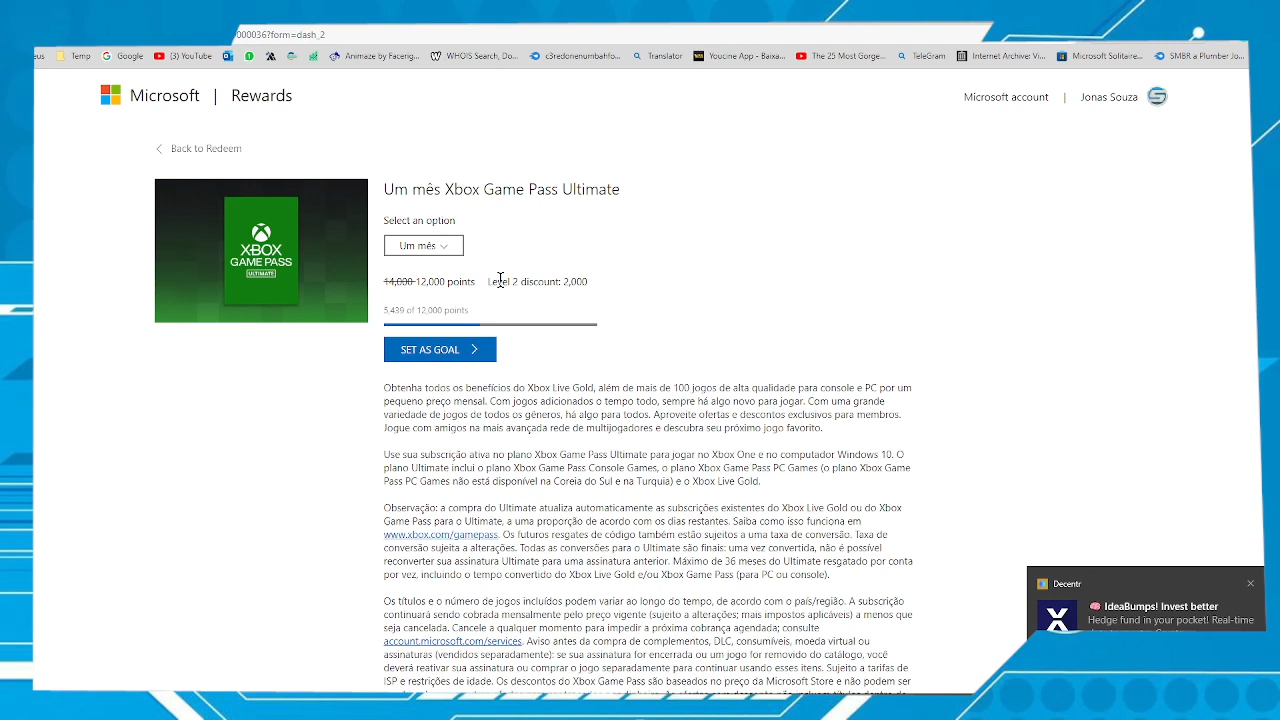 000036?form=dash_2
eus Temp Google (3) YouTube Animaze by Facerig... WHOIS Search, Do... c3redonenumbahfo... Translator Youcine App - Baixa... The 25 Most Gorge... TeleGram Internet Archive: Vi... Microsoft Solitaire... SMBR a Plumber Jo...
Microsoft | Rewards
Microsoft account | Jonas Souza
Back to Redeem
XBOX
GAME PASS
ULTIMATE
Um mês Xbox Game Pass Ultimate
Select an option
Um mês
14,000 12,000 points Level 2 discount: 2,000
5,439 of 12,000 points
SET AS GOAL
Obtenha todos os benefícios do Xbox Live Gold, além de mais de 100 jogos de alta qualidade para console e PC por um
pequeno preço mensal. Com jogos adicionados o tempo todo, sempre há algo novo para jogar. Com uma grande
variedade de jogos de todos os gêneros, há algo para todos. Aproveite ofertas e descontos exclusivos para membros.
Jogue com amigos na mais avançada rede de multijogadores e descubra seu próximo jogo favorito.
Use sua subscrição ativa no plano Xbox Game Pass Ultimate para jogar no Xbox One e no computador Windows 10. O
plano Ultimate inclui o plano Xbox Game Pass Console Games, o plano Xbox Game Pass PC Games (o plano Xbox Game
Pass PC Games não está disponível na Coreia do Sul e na Turquia) e o Xbox Live Gold.
Observação: a compra do Ultimate atualiza automaticamente as subscrições existentes do Xbox Live Gold ou do Xbox
Game Pass para o Ultimate, a uma proporção de acordo com os dias restantes. Saiba como isso funciona em
www.xbox.com/gamepass. Os futuros resgates de código também estão sujeitos a uma taxa de conversão. Taxa de
conversão sujeita a alterações. Todas as conversões para o Ultimate são finais: uma vez convertida, não é possível
reconverter sua assinatura Ultimate para uma assinatura anterior. Máximo de 36 meses do Ultimate resgatado por conta
por vez, incluindo o tempo convertido do Xbox Live Gold e/ou Xbox Game Pass (para PC ou console).
Os títulos e o número de jogos incluídos podem variar ao longo do tempo, de acordo com o país/região. A subscrição
continuará sendo cobrada mensalmente pelo preço vigente (sujeito a alterações; mais impostos aplicáveis) a menos que
seja cancelada. Cancele a qualquer momento para impedir a próxima cobrança agendada; consulte
account.microsoft.com/services. Aviso antes da compra de complementos, DLC, consumíveis, moeda virtual ou
assinaturas (vendidos separadamente): se sua assinatura for encerrada ou um jogo for removido do catálogo, você
deverá reativar sua assinatura ou comprar o jogo separadamente para continuar usando esses itens. Sujeito a tarifas de
ISP e restrições de idade. Os descontos do Xbox Game Pass são baseados no preço da Microsoft Store e não podem ser
Decentr
IdeaBumps! Invest better
Hedge fund in your pocket! Real-time